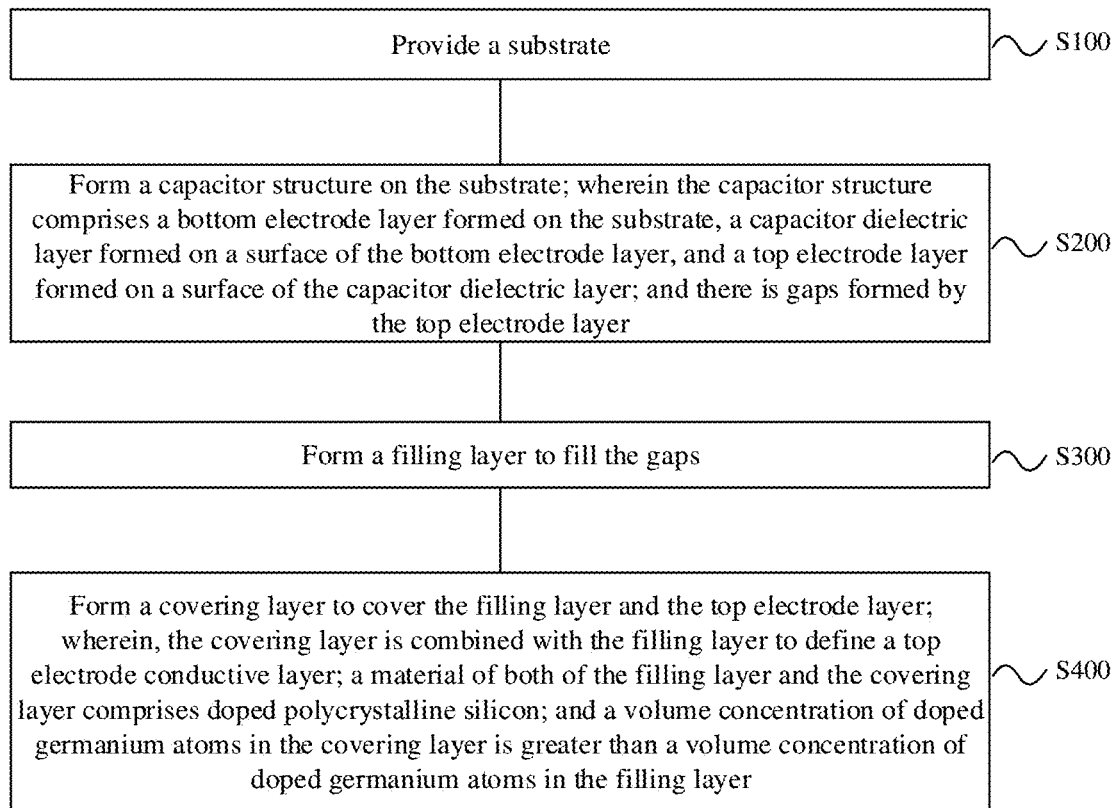 Provide a substrate
S100
Form a capacitor structure on the substrate; wherein the capacitor structure
comprises a bottom electrode layer formed on the substrate, a capacitor dielectric
layer formed on a surface of the bottom electrode layer, and a top electrode layer
formed on a surface of the capacitor dielectric layer; and there is gaps formed by
the top electrode layer
S200
Form a filling layer to fill the gaps
S300
Form a covering layer to cover the filling layer and the top electrode layer;
wherein, the covering layer is combined with the filling layer to define a top
electrode conductive layer; a material of both of the filling layer and the covering
layer comprises doped polycrystalline silicon; and a volume concentration of doped
germanium atoms in the covering layer is greater than a volume concentration of
doped germanium atoms in the filling layer
S400